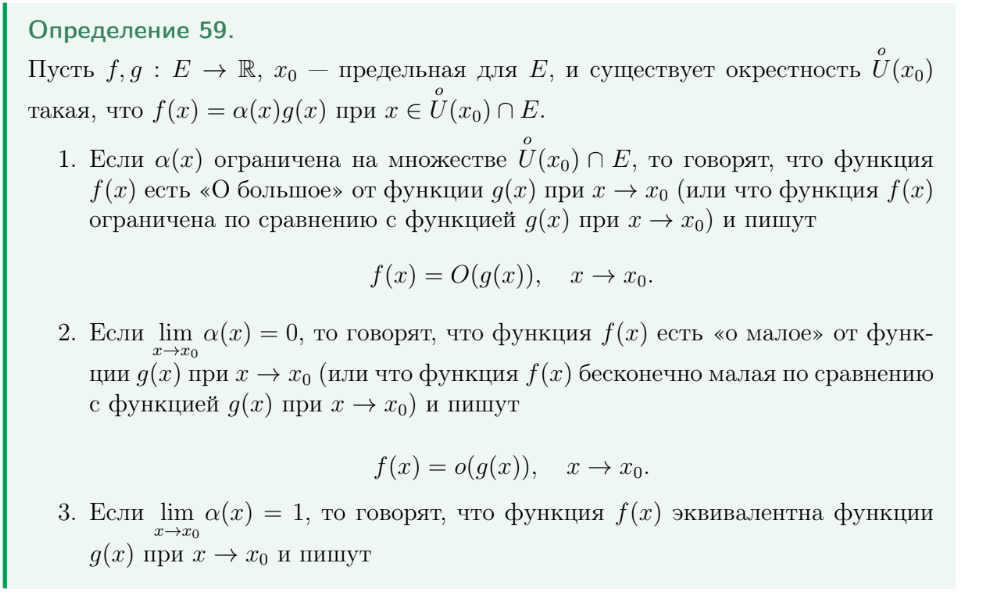 Определение 59.
Пусть f, g : E → ℝ, x₀ — предельная для E, и существует окрестность Ů(x₀)
такая, что f(x) = α(x)g(x) при x ∈ Ů(x₀) ∩ E.
1. Если α(x) ограничена на множестве Ů(x₀) ∩ E, то говорят, что функция
f(x) есть «О большое» от функции g(x) при x → x₀ (или что функция f(x)
ограничена по сравнению с функцией g(x) при x → x₀) и пишут
f(x) = O(g(x)), x → x₀.
2. Если lim_{x→x₀} α(x) = 0, то говорят, что функция f(x) есть «о малое» от функ-
ции g(x) при x → x₀ (или что функция f(x) бесконечно малая по сравнению
с функцией g(x) при x → x₀) и пишут
f(x) = o(g(x)), x → x₀.
3. Если lim_{x→x₀} α(x) = 1, то говорят, что функция f(x) эквивалентна функции
g(x) при x → x₀ и пишут